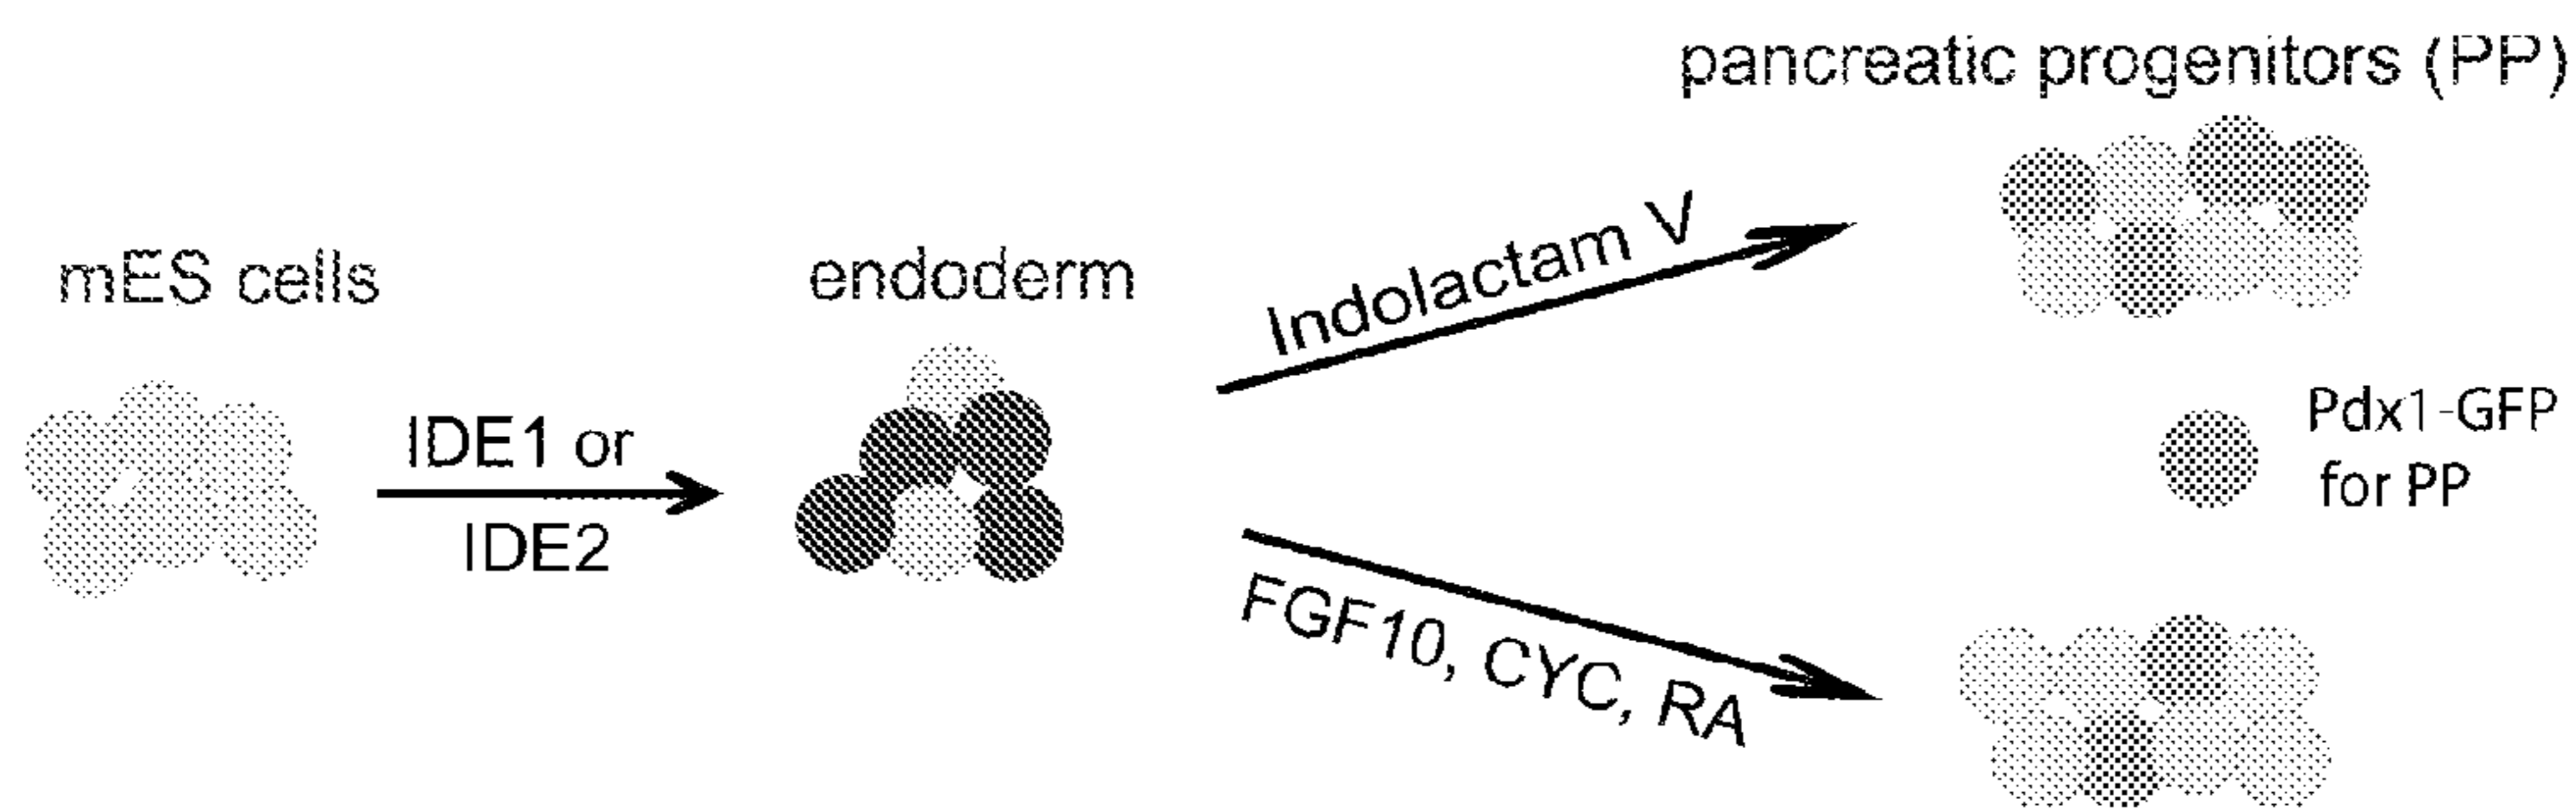 pancreatic progenitors (PP)
mES cells
endoderm
Indolactam V
IDE1 or
IDE2
Pdx1-GFP
for PP
FGF10, CYC, RA